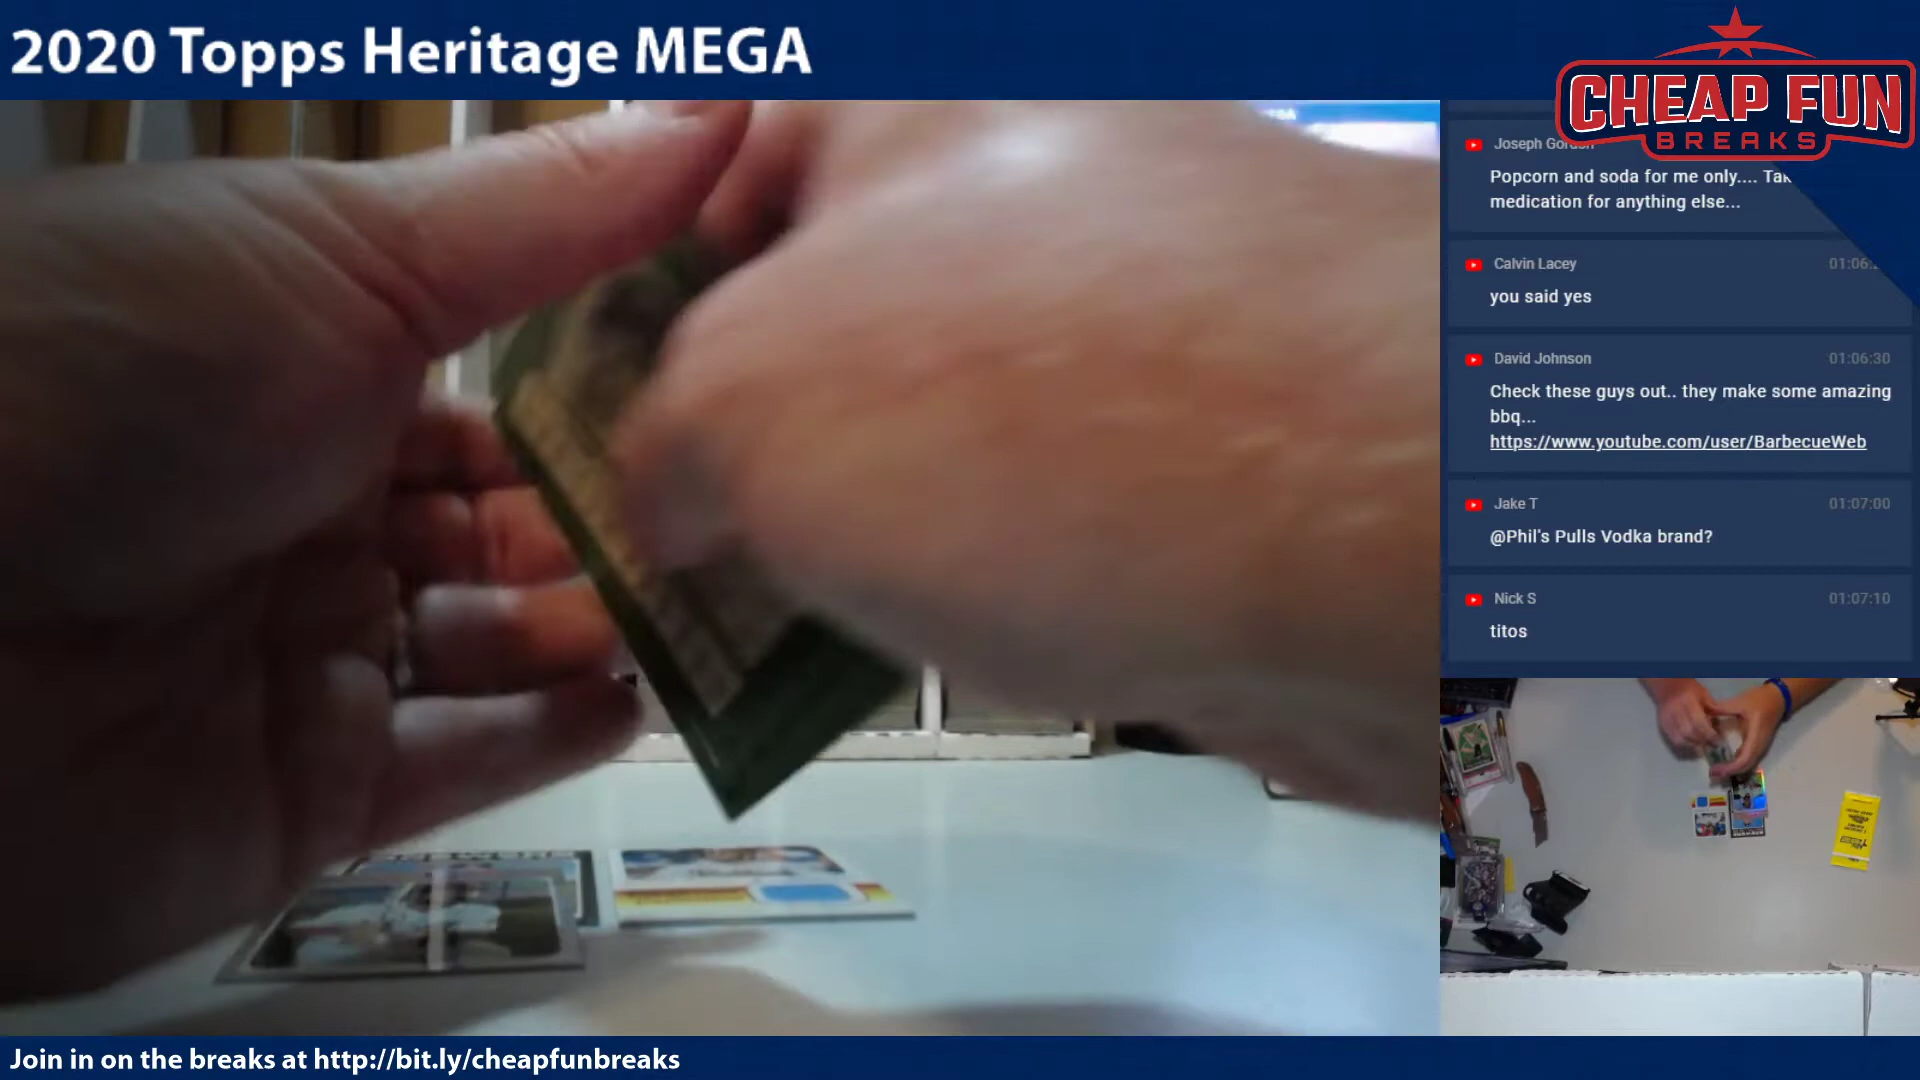 2020 Topps Heritage MEGA
CHEAP FUN
BREAKS
Joseph
Popcorn and soda for me only....
medication for anything else...
Calvin Lacey
you said yes
David Johnson 01:06:30
Check these guys out.. they make some amazing
bbq...
https://www.youtube.com/user/BarbecueWeb
Jake T 01:07:00
@Phil's Pulls Vodka brand?
Nick S 01:07:10
titos
Join in on the breaks at http://bit.ly/cheapfunbreaks